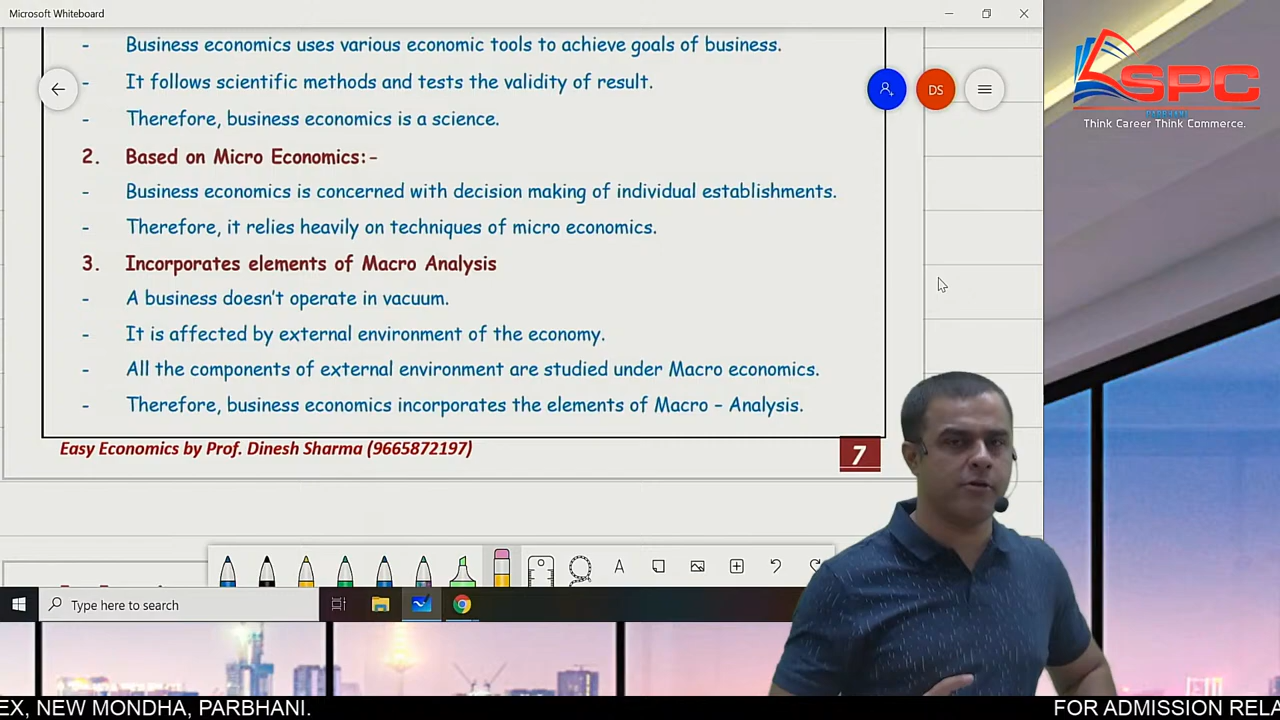 Microsoft Whiteboard
- Business economics uses various economic tools to achieve goals of business.
- It follows scientific methods and tests the validity of result.
DS
- Therefore, business economics is a science.
2. Based on Micro Economics:-
- Business economics is concerned with decision making of individual establishments.
- Therefore, it relies heavily on techniques of micro economics.
3. Incorporates elements of Macro Analysis
- A business doesn't operate in vacuum.
- It is affected by external environment of the economy.
- All the components of external environment are studied under Macro economics.
- Therefore, business economics incorporates the elements of Macro – Analysis.
Easy Economics by Prof. Dinesh Sharma (9665872197)
7
A
Type here to search
SPC
PARBHANI
Think Career Think Commerce.
EX, NEW MONDHA, PARBHANI.
FOR ADMISSION RELA